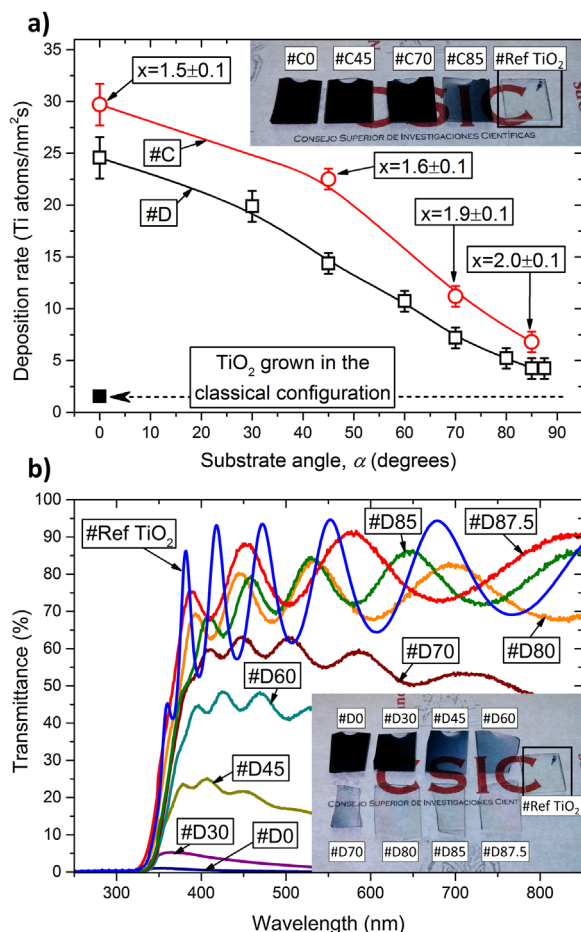 a)
#C0
#C45
#C70
#C85
#Ref TiO2
CSIC
CONSEJO SUPERIOR DE INVESTIGACIONES CIENTÍFICAS
x=1.5±0.1
#C
x=1.6±0.1
#D
x=1.9±0.1
x=2.0±0.1
TiO2 grown in the
classical configuration
Deposition rate (Ti atoms/nm2s)
35
30
25
20
15
10
5
0
0 10 20 30 40 50 60 70 80 90
Substrate angle, α (degrees)
b)
#Ref TiO2
#D85
#D87.5
#D80
#D70
#D60
#D45
#D30
#D0
#D0
#D30
#D45
#D60
CSIC
CONSEJO SUPERIOR DE INVESTIGACIONES CIENT
#Ref TiO2
#D70
#D80
#D85
#D87.5
Transmittance (%)
100
90
80
70
60
50
40
30
20
10
0
300 400 500 600 700 800
Wavelength (nm)